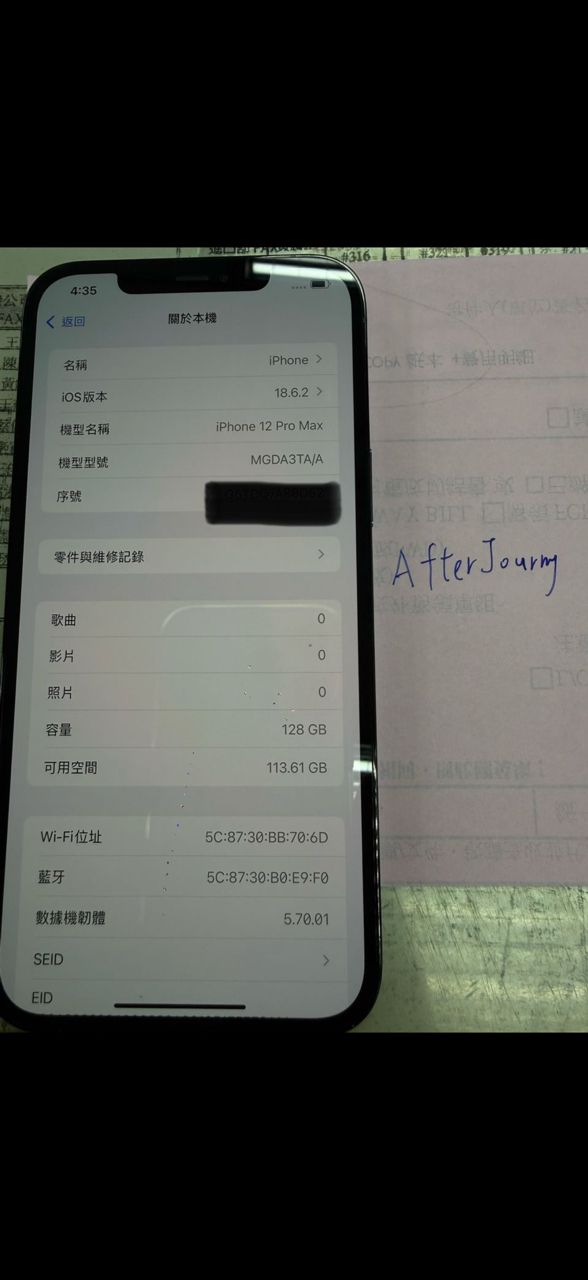 #316
4:35
返回
關於本機
名稱 iPhone
iOS版本 18.6.2
機型名稱 iPhone 12 Pro Max
機型型號 MGDA3TA/A
序號
零件與維修記錄
AfterJourny
歌曲 0
影片 0
照片 0
容量 128 GB
可用空間 113.61 GB
Wi-Fi位址 5C:87:30:BB:70:6D
藍牙 5C:87:30:B0:E9:F0
數據機韌體 5.70.01
SEID
EID